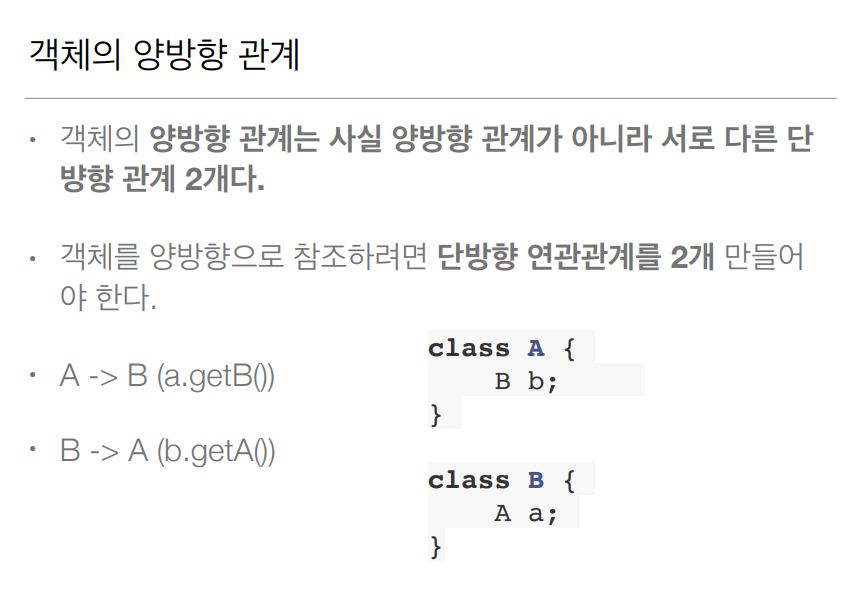 객체의 양방향 관계
• 객체의 양방향 관계는 사실 양방향 관계가 아니라 서로 다른 단
뱡향 관계 2개다.
• 객체를 양방향으로 참조하려면 단방향 연관관계를 2개 만들어
야 한다.
• A -> B (a.getB())
• B -> A (b.getA())
class A {
    B b;
}
class B {
    A a;
}